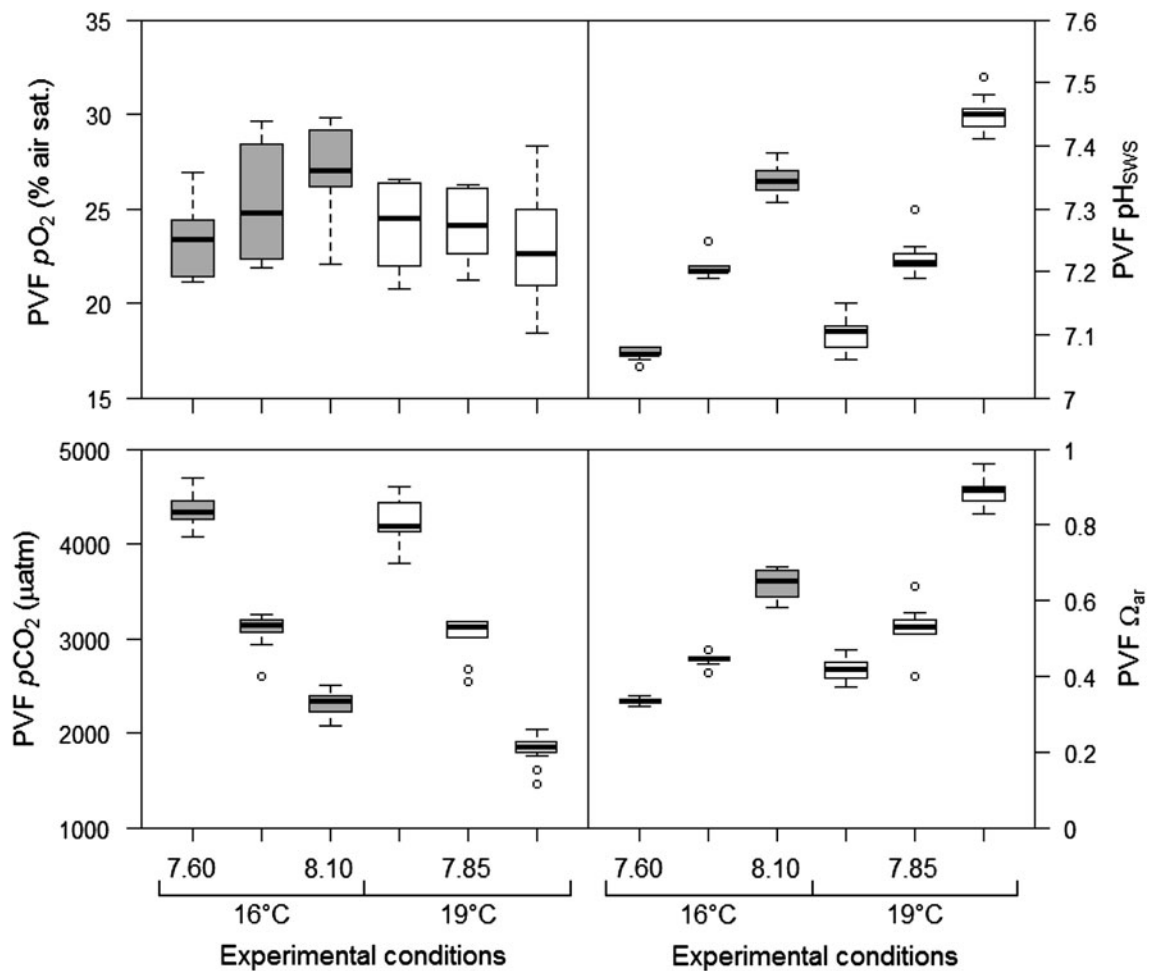 35
30
25
20
15
PVF pO₂ (% air sat.)
7.6
7.5
7.4
7.3
7.2
7.1
7
PVF pH_SWS
5000
4000
3000
2000
1000
PVF pCO₂ (µatm)
1
0.8
0.6
0.4
0.2
0
PVF Ω_ar
7.60 8.10 7.85
16°C 19°C
Experimental conditions
7.60 8.10 7.85
16°C 19°C
Experimental conditions